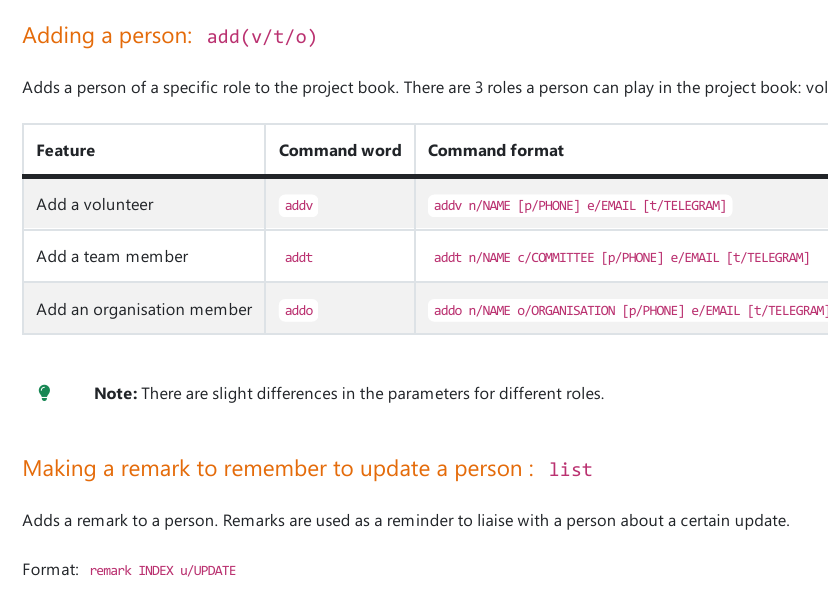 Adding a person: add(v/t/o)
Adds a person of a specific role to the project book. There are 3 roles a person can play in the project book:
Feature Command word Command format
Add a volunteer addv addv n/NAME [p/PHONE] e/EMAIL [t/TELEGRAM]
Add a team member addt addt n/NAME c/COMMITTEE [p/PHONE] e/EMAIL [t/TELEGRAM]
Add an organisation member addo addo n/NAME o/ORGANISATION [p/PHONE] e/EMAIL [t/TELEGRAM]
Note: There are slight differences in the parameters for different roles.
Making a remark to remember to update a person : list
Adds a remark to a person. Remarks are used as a reminder to liaise with a person about a certain update.
Format: remark INDEX u/UPDATE